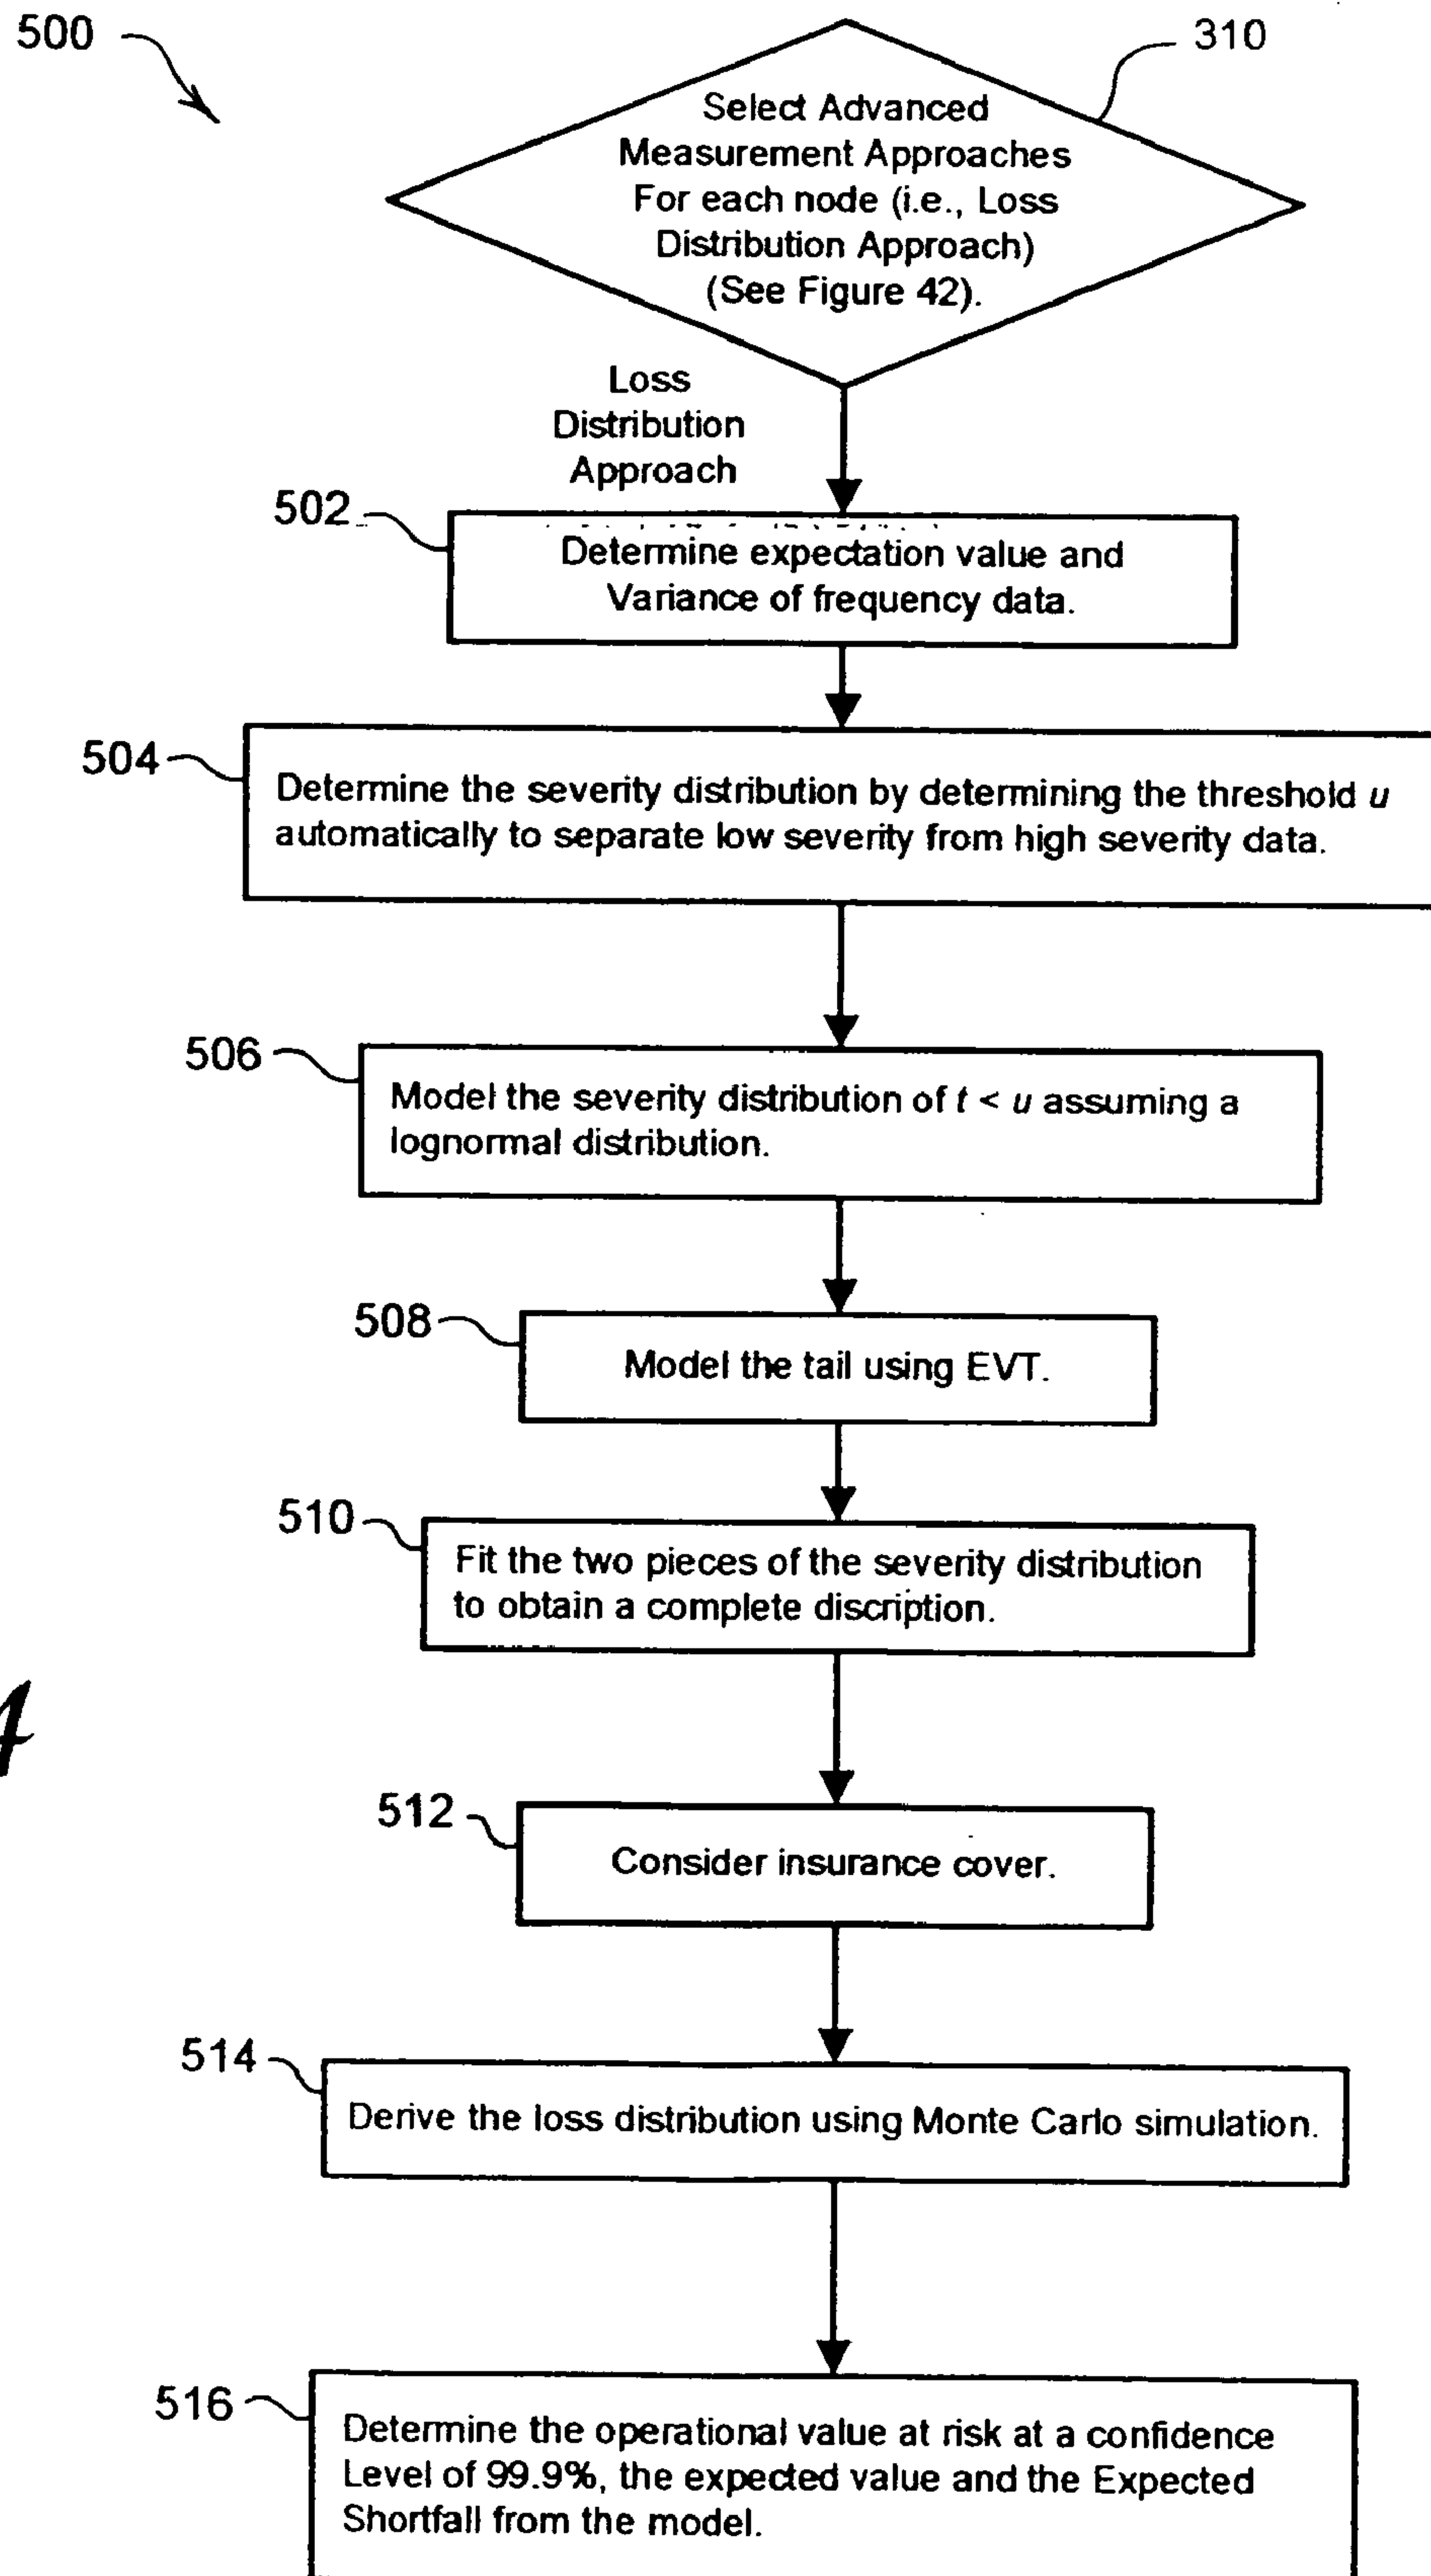 500
310
Select Advanced
Measurement Approaches
For each node (i.e., Loss
Distribution Approach)
(See Figure 42).
Loss
Distribution
Approach
502
Determine expectation value and
Variance of frequency data.
504
Determine the severity distribution by determining the threshold u
automatically to separate low severity from high severity data.
506
Model the severity distribution of t < u assuming a
lognormal distribution.
508
Model the tail using EVT.
510
Fit the two pieces of the severity distribution
to obtain a complete discription.
512
Consider insurance cover.
514
Derive the loss distribution using Monte Carlo simulation.
516
Determine the operational value at risk at a confidence
Level of 99.9%, the expected value and the Expected
Shortfall from the model.